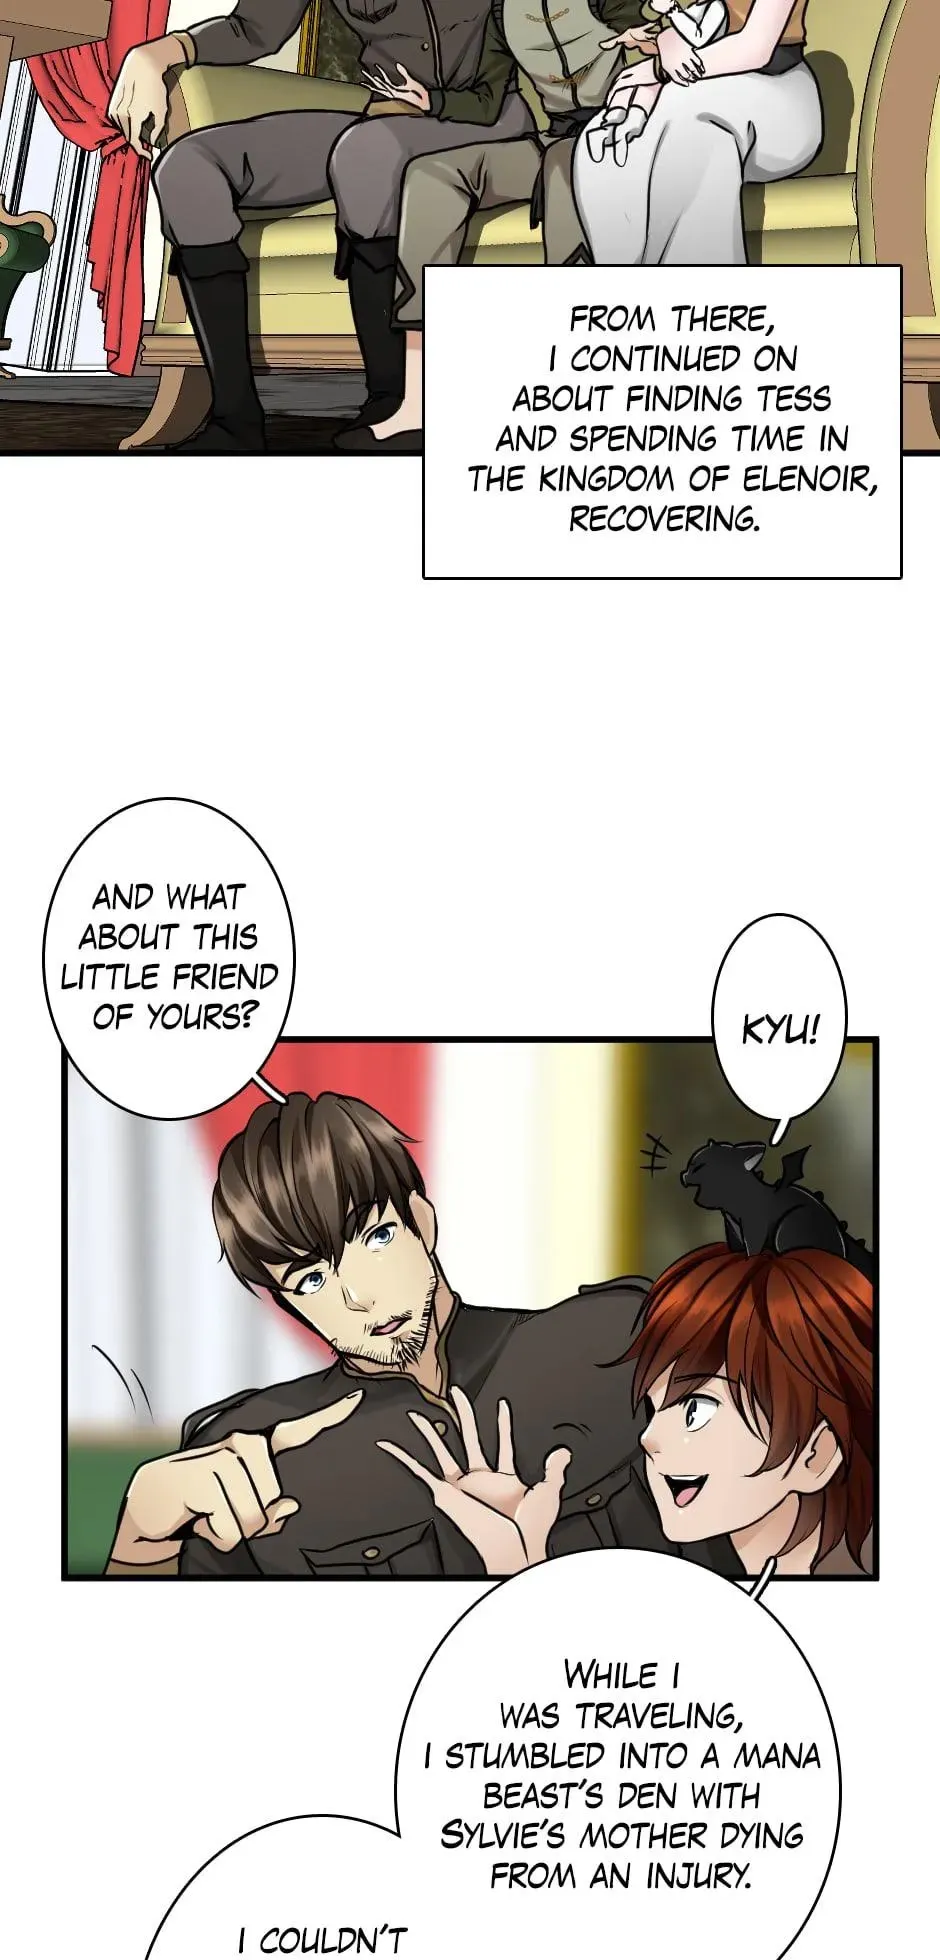 FROM THERE,
I CONTINUED ON
ABOUT FINDING TESS
AND SPENDING TIME IN
THE KINGDOM OF ELENOIR,
RECOVERING.
AND WHAT
ABOUT THIS
LITTLE FRIEND
OF YOURS?
KYU!
WHILE I
WAS TRAVELING,
I STUMBLED INTO A MANA
BEAST'S DEN WITH
SYLVIE'S MOTHER DYING
FROM AN INJURY.
I COULDN'T